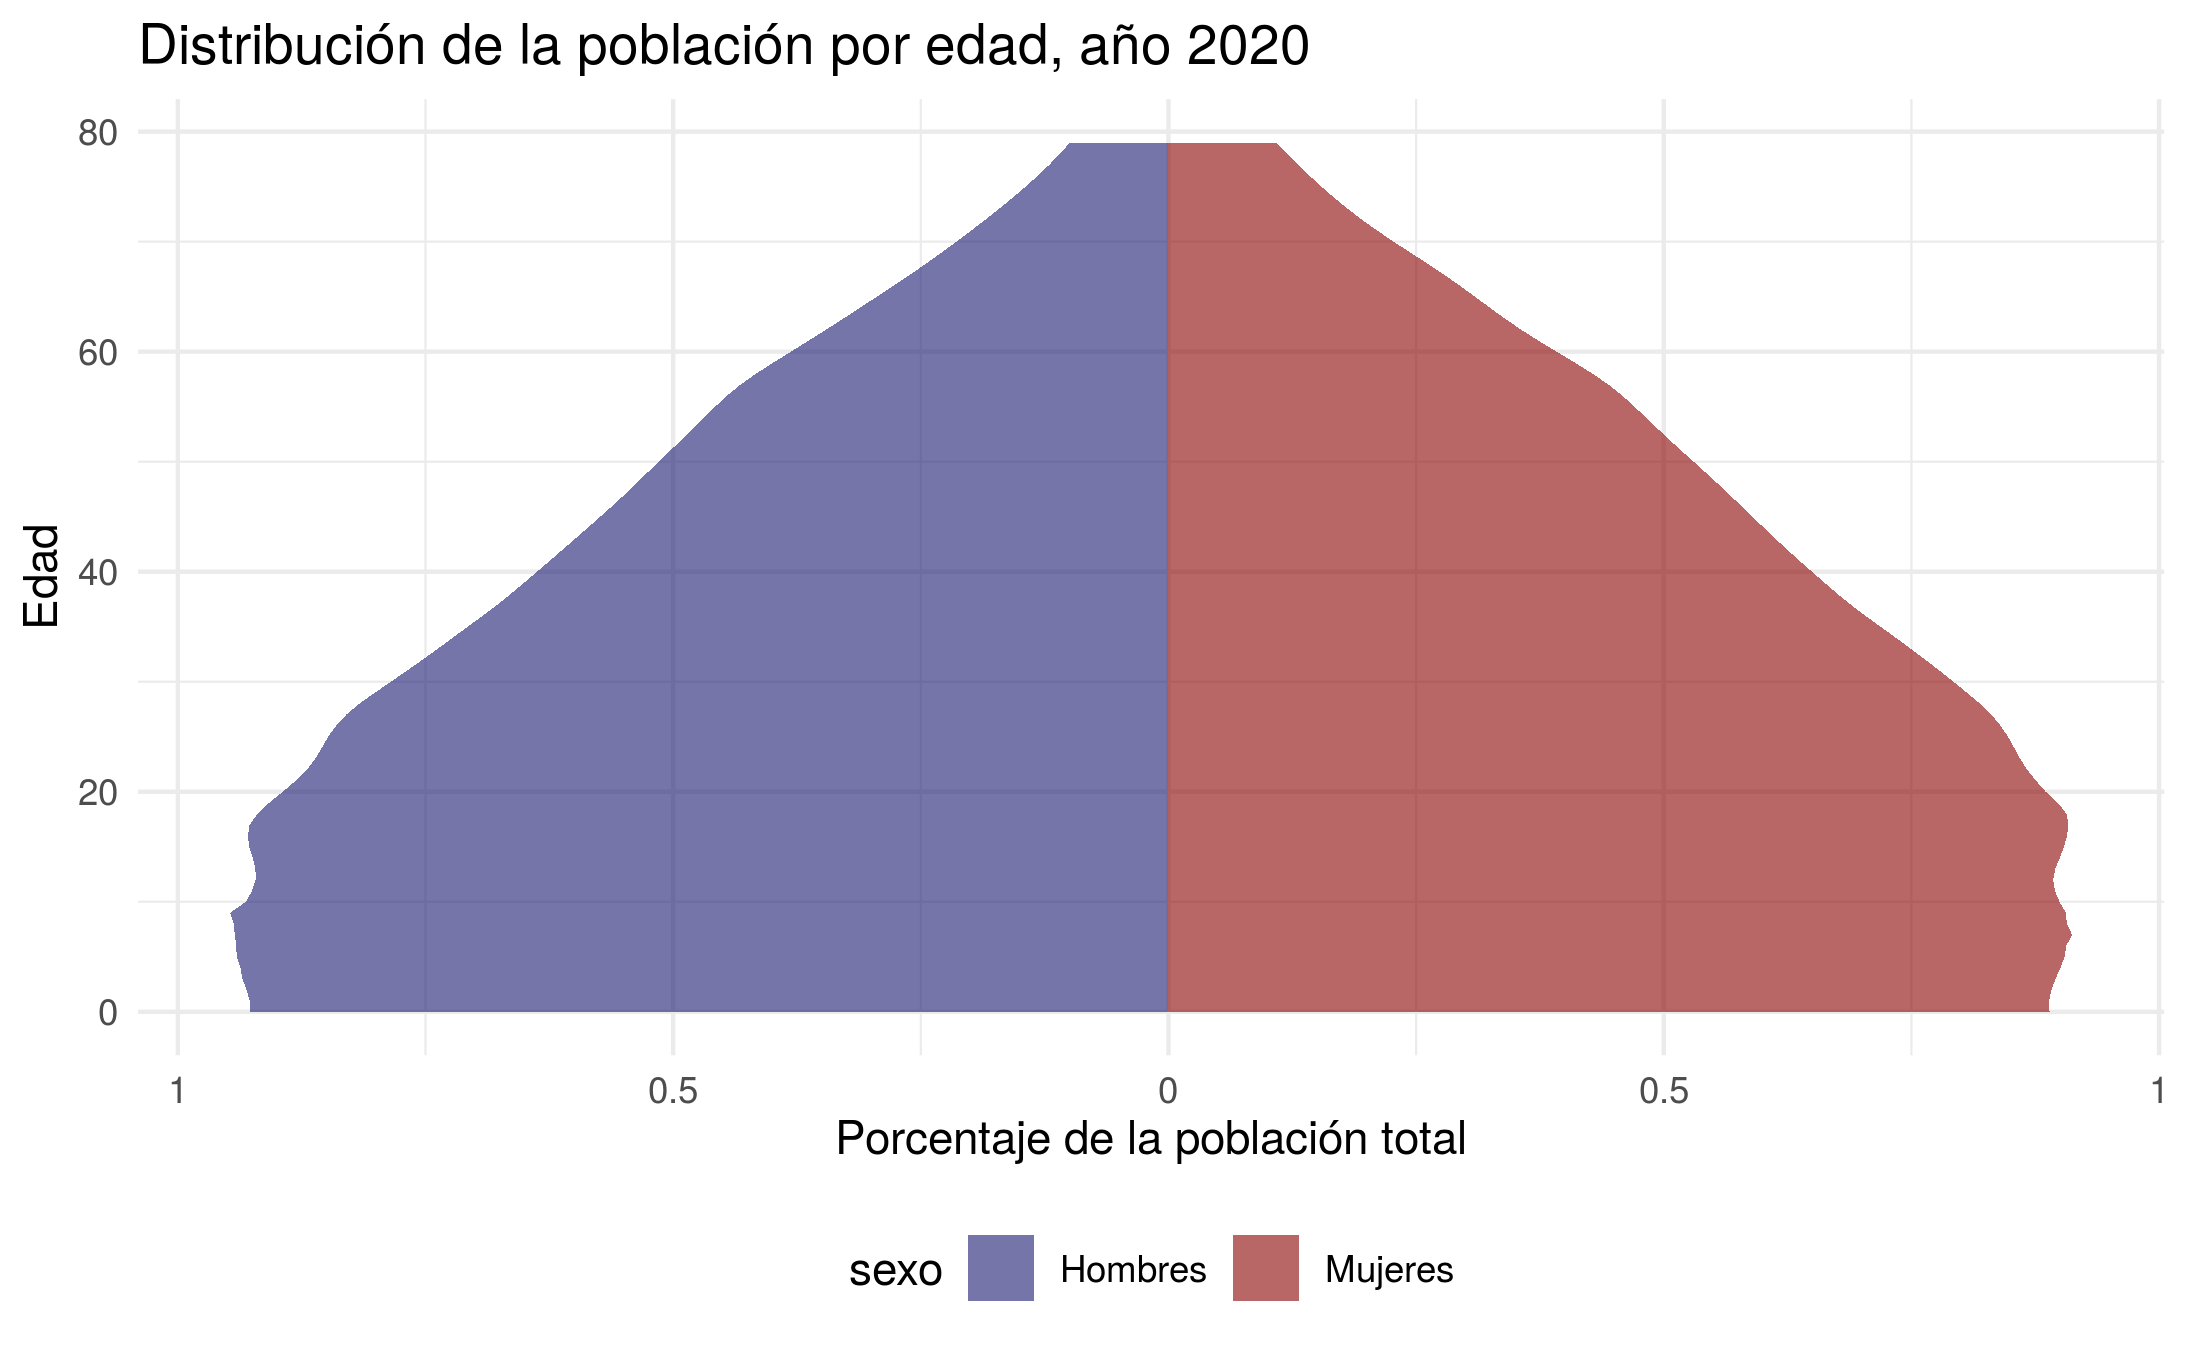 Distribución de la población por edad, año 2020
80
60
40
20
0
Edad
1 0.5 0 0.5 1
Porcentaje de la población total
sexo Hombres Mujeres